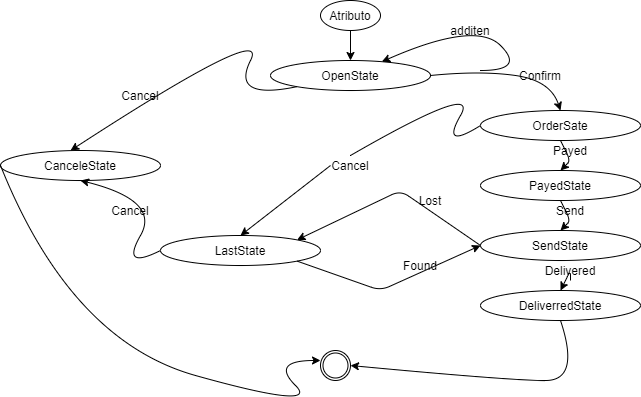 Atributo
additen
OpenState
Confirm
Cancel
OrderSate
Payed
Cancel
CanceleState
PayedState
Lost
Cancel
Send
LastState
SendState
Found
Delivered
DeliverredState